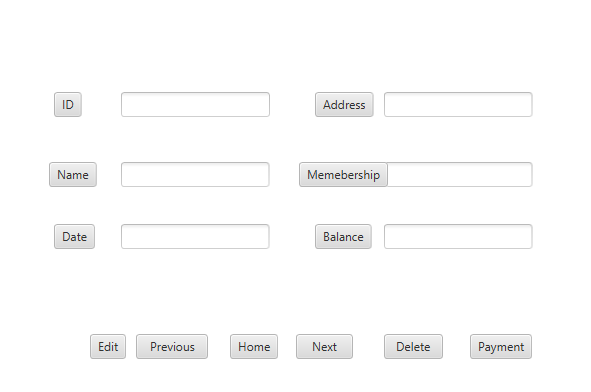 ID Address
Name Memebership
Date Balance
Edit Previous Home Next Delete Payment